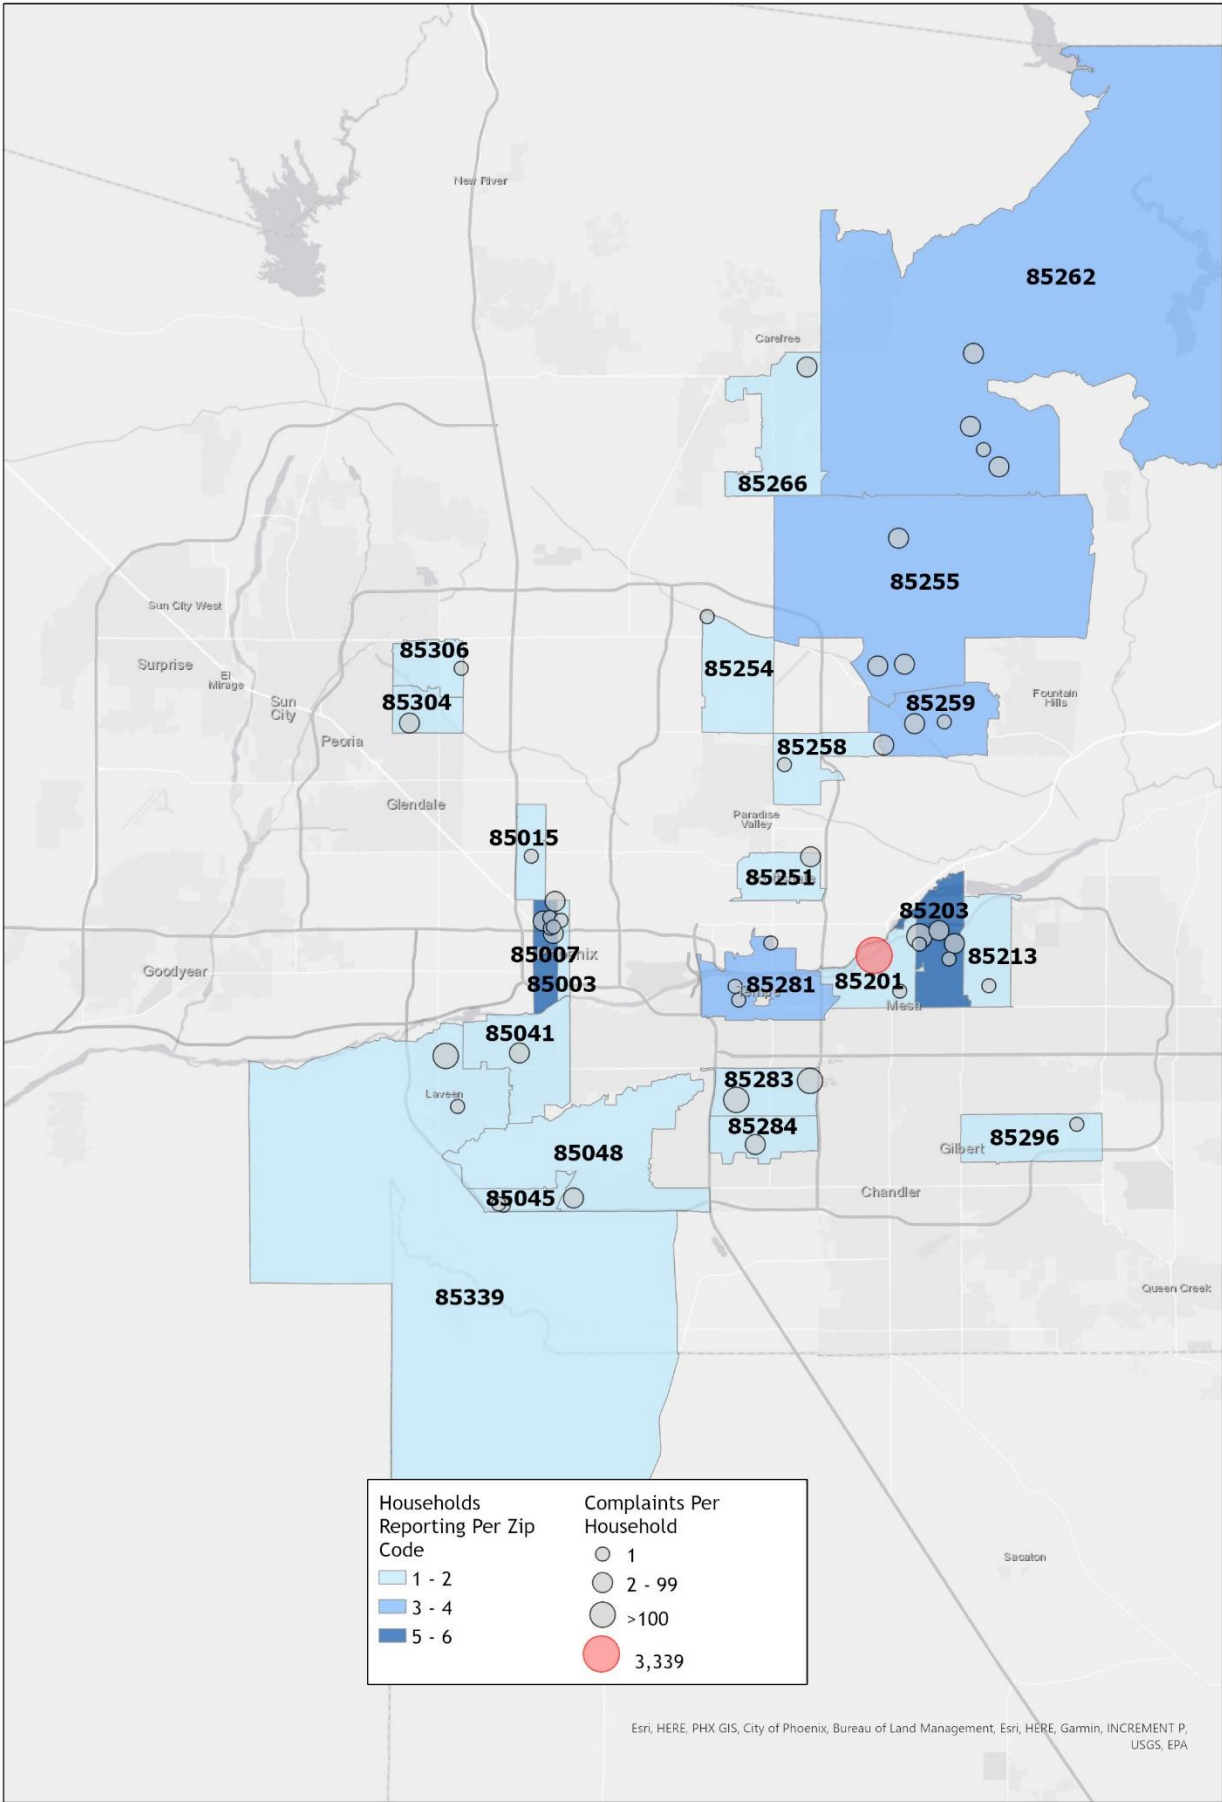 New River
85262
Carefree
85266
85255
Sun City West
Surprise
El
Mirage
Sun
City
85306
85304
Peoria
85254
85259
Fountain
Hills
85258
Glendale
Paradise
Valley
85015
85251
85203
85007
85003
Goodyear
85281
85201
85213
Mesa
85041
Laveen
85283
85284
85296
Gilbert
85048
85045
Chandler
85339
Queen Creek
Households
Reporting Per Zip
Code
1 - 2
3 - 4
5 - 6
Complaints Per
Household
1
2 - 99
>100
3,339
Sacaton
Esri, HERE, PHX GIS, City of Phoenix, Bureau of Land Management, Esri, HERE, Garmin, INCREMENT P,
USGS, EPA